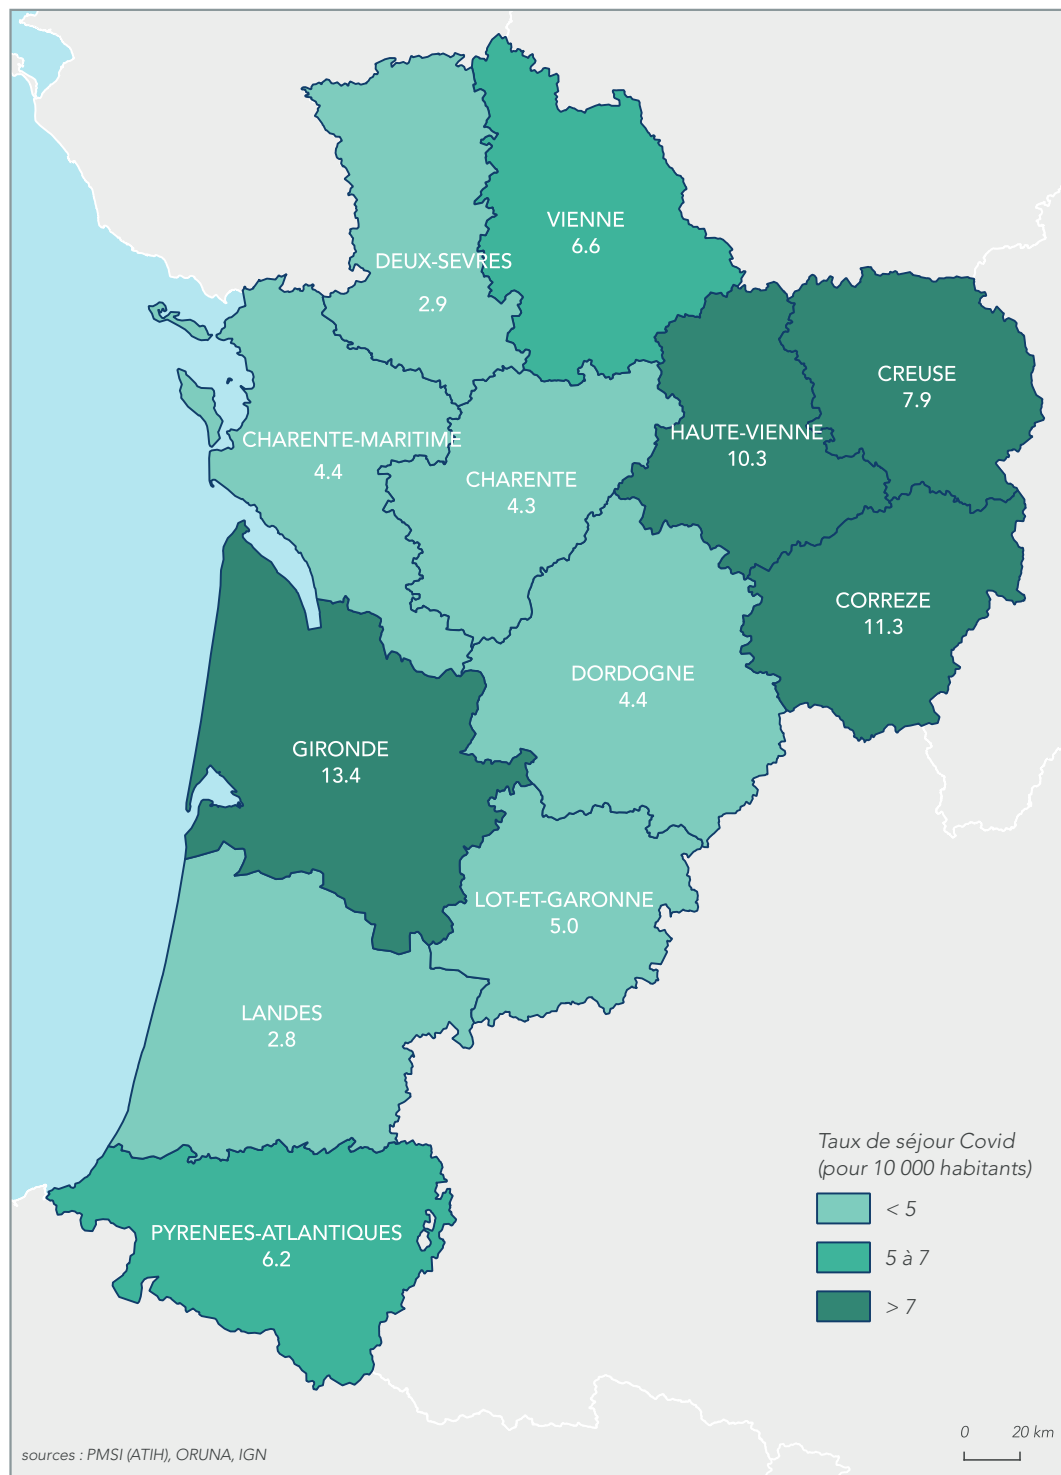 VIENNE
6.6
DEUX-SEVRES
2.9
CREUSE
7.9
HAUTE-VIENNE
10.3
CHARENTE-MARITIME
4.4
CHARENTE
4.3
CORREZE
11.3
DORDOGNE
4.4
GIRONDE
13.4
LOT-ET-GARONNE
5.0
LANDES
2.8
PYRENEES-ATLANTIQUES
6.2
Taux de séjour Covid
(pour 10 000 habitants)
< 5
5 à 7
> 7
0 20 km
sources : PMSI (ATIH), ORUNA, IGN